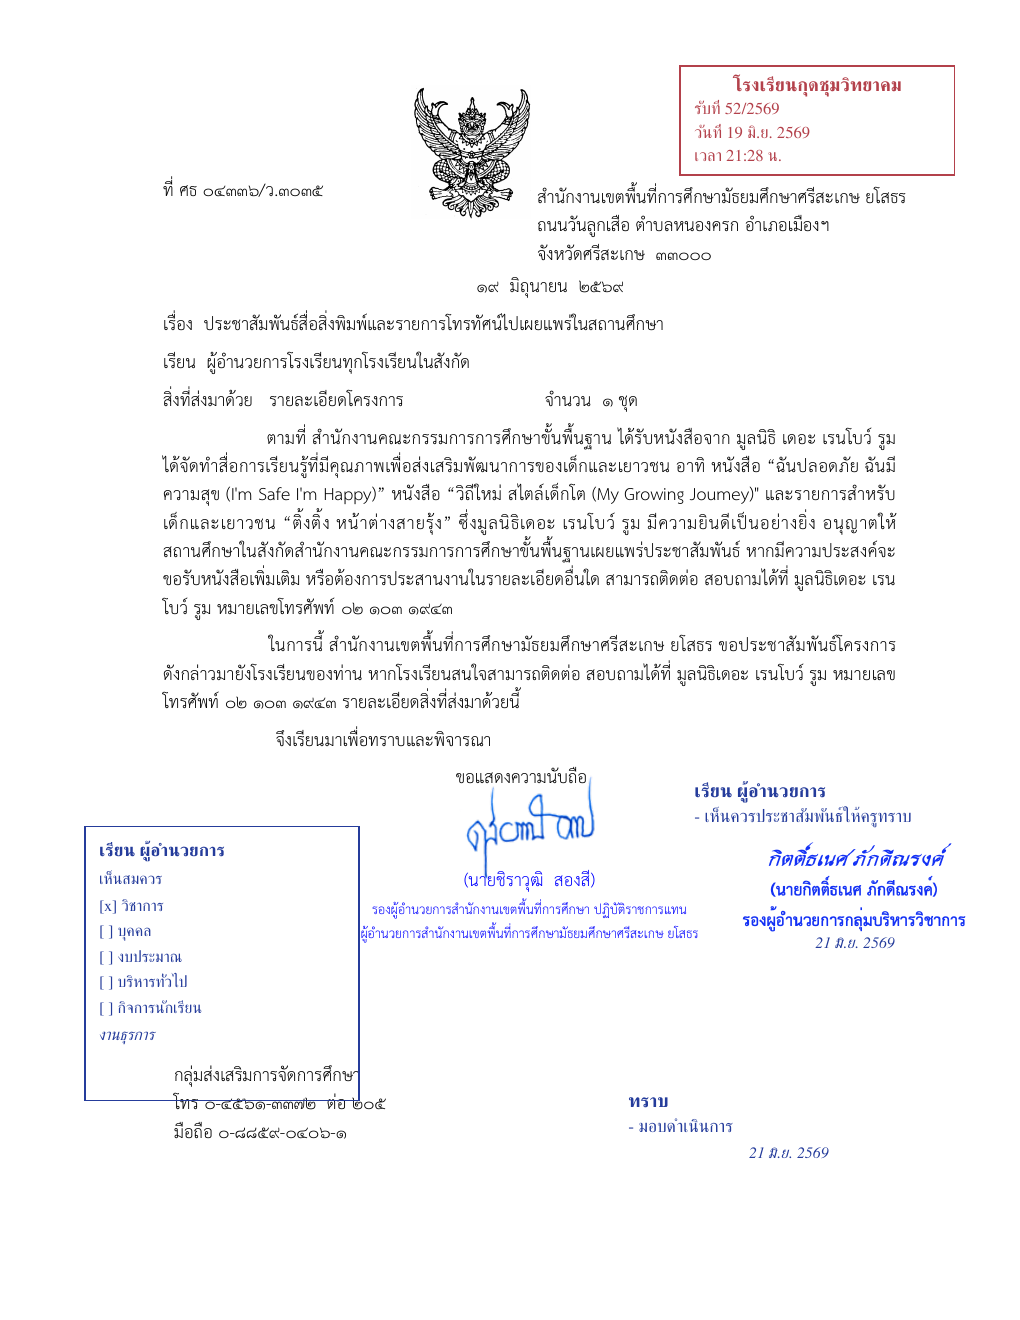 โรงเรียนกุดชุมวิทยาคม
รับที่ 52/2569
วันที่ 19 มิ.ย. 2569
เวลา 21:28 น.
ที่ ศธ ๐๔๓๓๖/ว.๓๐๓๕
สำนักงานเขตพื้นที่การศึกษามัธยมศึกษาศรีสะเกษ ยโสธร
ถนนวันลูกเสือ ตำบลหนองครก อำเภอเมืองฯ
จังหวัดศรีสะเกษ ๓๓๐๐๐
๑๙ มิถุนายน ๒๕๖๙
เรื่อง ประชาสัมพันธ์สื่อสิ่งพิมพ์และรายการโทรทัศน์ไปเผยแพร่ในสถานศึกษา
เรียน ผู้อำนวยการโรงเรียนทุกโรงเรียนในสังกัด
สิ่งที่ส่งมาด้วย รายละเอียดโครงการ จำนวน ๑ ชุด
ตามที่ สำนักงานคณะกรรมการการศึกษาขั้นพื้นฐาน ได้รับหนังสือจาก มูลนิธิ เดอะ เรนโบว์ รูม
ได้จัดทำสื่อการเรียนรู้ที่มีคุณภาพเพื่อส่งเสริมพัฒนาการของเด็กและเยาวชน อาทิ หนังสือ “ฉันปลอดภัย ฉันมี
ความสุข (I'm Safe I'm Happy)” หนังสือ “วิถีใหม่ สไตล์เด็กโต (My Growing Joumey)" และรายการสำหรับ
เด็กและเยาวชน “ติ้งติ้ง หน้าต่างสายรุ้ง” ซึ่งมูลนิธิเดอะ เรนโบว์ รูม มีความยินดีเป็นอย่างยิ่ง อนุญาตให้
สถานศึกษาในสังกัดสำนักงานคณะกรรมการการศึกษาขั้นพื้นฐานเผยแพร่ประชาสัมพันธ์ หากมีความประสงค์จะ
ขอรับหนังสือเพิ่มเติม หรือต้องการประสานงานในรายละเอียดอื่นใด สามารถติดต่อ สอบถามได้ที่ มูลนิธิเดอะ เรน
โบว์ รูม หมายเลขโทรศัพท์ ๐๒ ๑๐๓ ๑๙๔๓
ในการนี้ สำนักงานเขตพื้นที่การศึกษามัธยมศึกษาศรีสะเกษ ยโสธร ขอประชาสัมพันธ์โครงการ
ดังกล่าวมายังโรงเรียนของท่าน หากโรงเรียนสนใจสามารถติดต่อ สอบถามได้ที่ มูลนิธิเดอะ เรนโบว์ รูม หมายเลข
โทรศัพท์ ๐๒ ๑๐๓ ๑๙๔๓ รายละเอียดสิ่งที่ส่งมาด้วยนี้
จึงเรียนมาเพื่อทราบและพิจารณา
ขอแสดงความนับถือ
(นายชิราวุฒิ สองสี)
รองผู้อำนวยการสำนักงานเขตพื้นที่การศึกษา ปฏิบัติราชการแทน
ผู้อำนวยการสำนักงานเขตพื้นที่การศึกษามัธยมศึกษาศรีสะเกษ ยโสธร
เรียน ผู้อำนวยการ
- เห็นควรประชาสัมพันธ์ให้ครูทราบ
กิตติ์ธเนศ ภักดีณรงค์
(นายกิตติ์ธเนศ ภักดีณรงค์)
รองผู้อำนวยการกลุ่มบริหารวิชาการ
21 มิ.ย. 2569
เรียน ผู้อำนวยการ
เห็นสมควร
[x] วิชาการ
[ ] บุคคล
[ ] งบประมาณ
[ ] บริหารทั่วไป
[ ] กิจการนักเรียน
งานธุรการ
กลุ่มส่งเสริมการจัดการศึกษา
โทร ๐-๔๕๖๑-๓๓๗๒ ต่อ ๒๐๕
มือถือ ๐-๘๘๕๙-๐๔๐๖-๑
ทราบ
- มอบดำเนินการ
21 มิ.ย. 2569